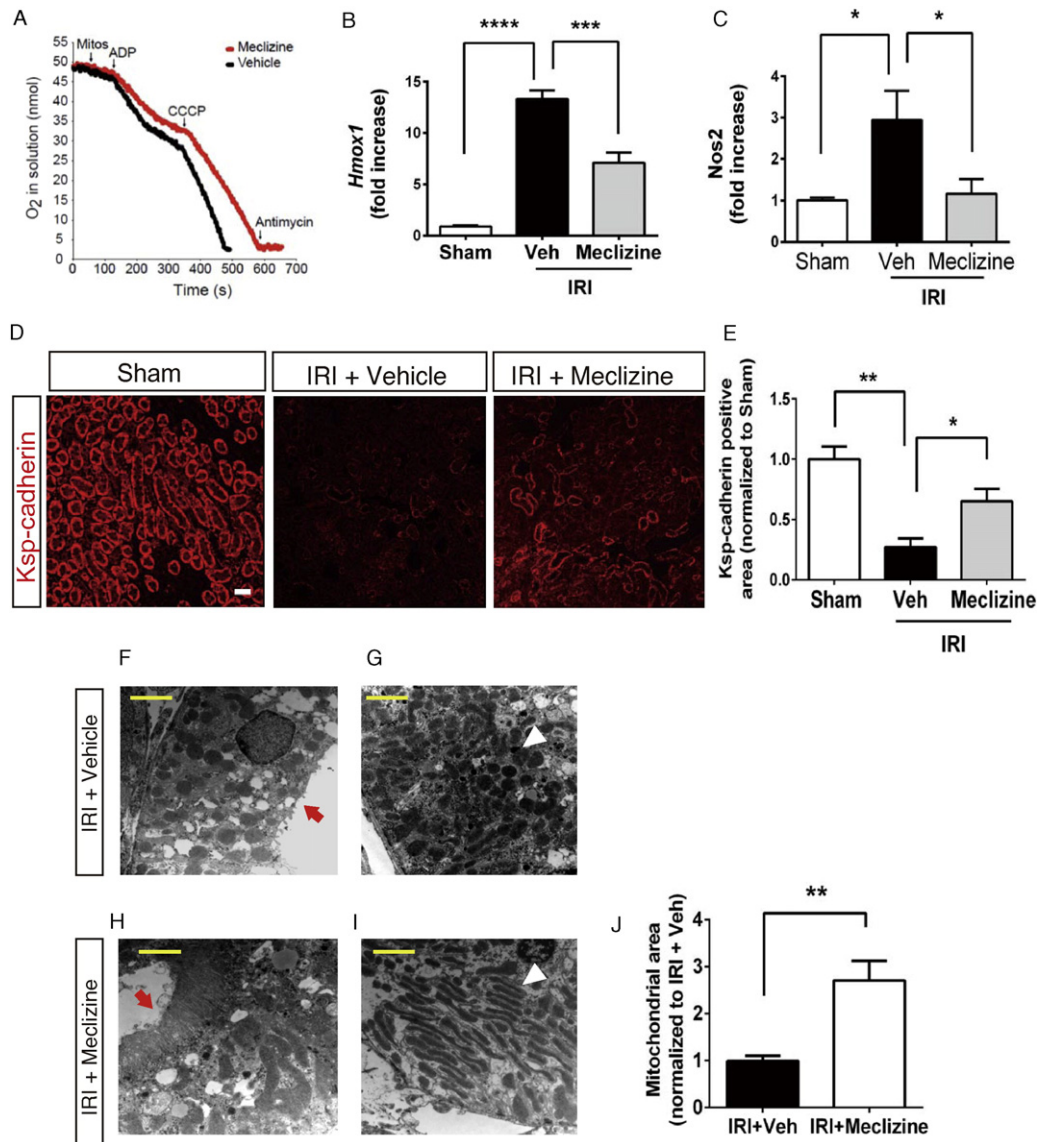 A
O2 in solution (nmol)
55
50
45
40
35
30
25
20
15
10
5
0
Mitos
ADP
CCCP
Antimycin
Meclizine
Vehicle
0 100 200 300 400 500 600 700
Time (s)
B
Hmox1
(fold increase)
15
10
5
0
****
***
Sham Veh Meclizine
IRI
C
Nos2
(fold increase)
4
3
2
1
0
*
*
Sham Veh Meclizine
IRI
D
Sham
IRI + Vehicle
IRI + Meclizine
Ksp-cadherin
E
Ksp-cadherin positive
area (normalized to Sham)
1.5
1.0
0.5
0.0
**
*
Sham Veh Meclizine
IRI
F
G
IRI + Vehicle
H
I
IRI + Meclizine
J
Mitochondrial area
(normalized to IRI + Veh)
4
3
2
1
0
**
IRI+Veh IRI+Meclizine